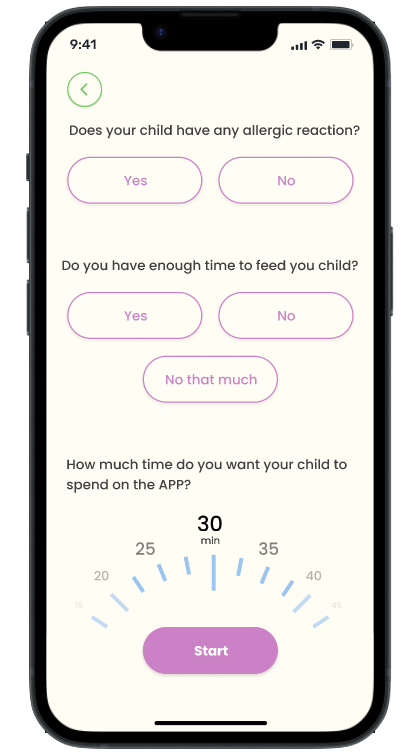 9:41
Does your child have any allergic reaction?
Yes No
Do you have enough time to feed you child?
Yes No
No that much
How much time do you want your child to
spend on the APP?
30
min
25 35
20 40
15 45
Start